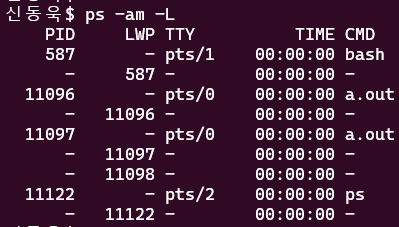 신동욱$ ps -am -L
PID LWP TTY TIME CMD
587 - pts/1 00:00:00 bash
- 587 - 00:00:00 -
11096 - pts/0 00:00:00 a.out
- 11096 - 00:00:00 -
11097 - pts/0 00:00:00 a.out
- 11097 - 00:00:00 -
- 11098 - 00:00:00 -
11122 - pts/2 00:00:00 ps
- 11122 - 00:00:00 -